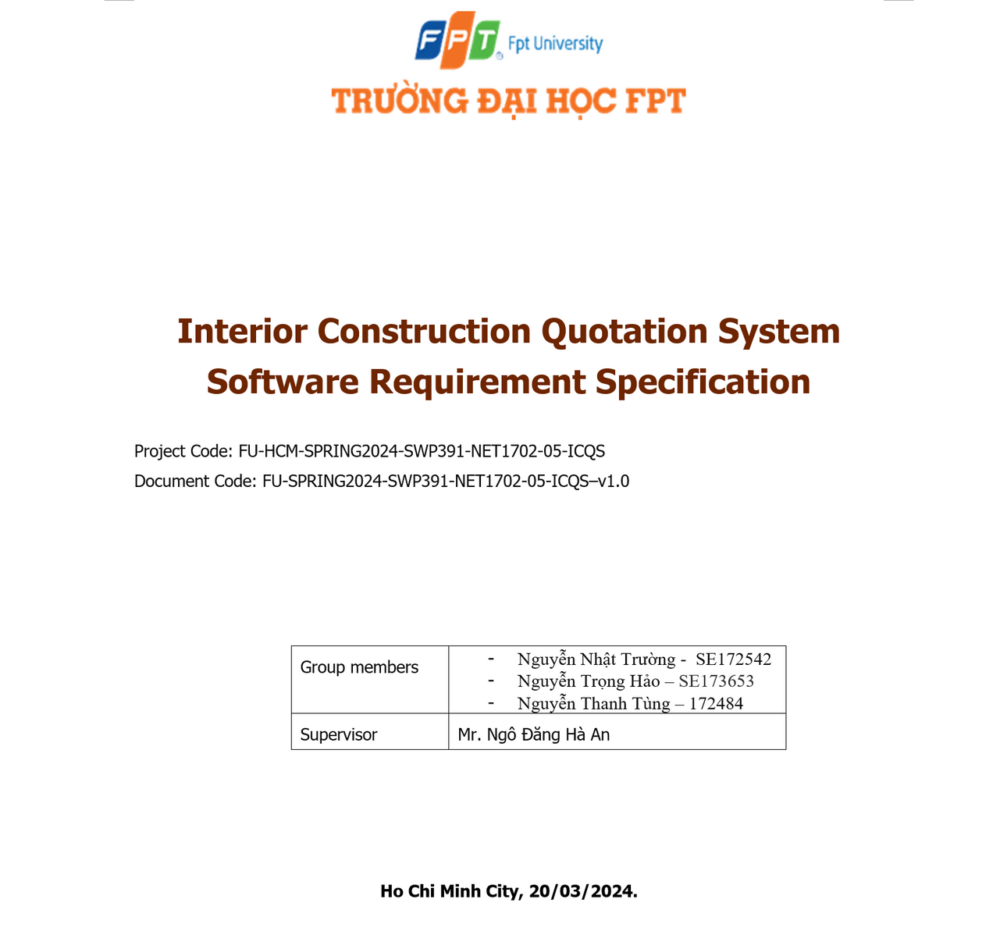 FPT® Fpt University
TRƯỜNG ĐẠI HỌC FPT
Interior Construction Quotation System
Software Requirement Specification
Project Code: FU-HCM-SPRING2024-SWP391-NET1702-05-ICQS
Document Code: FU-SPRING2024-SWP391-NET1702-05-ICQS–v1.0
Group members
- Nguyễn Nhật Trường - SE172542
- Nguyễn Trọng Hảo – SE173653
- Nguyễn Thanh Tùng – 172484
Supervisor
Mr. Ngô Đăng Hà An
Ho Chi Minh City, 20/03/2024.